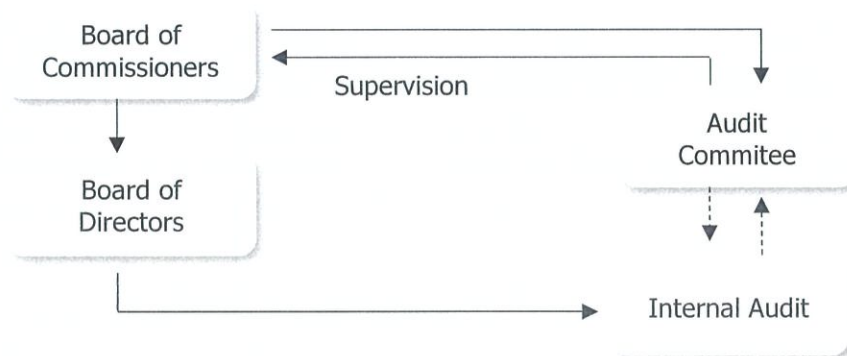 Board of
Commissioners
Supervision
Audit
Commitee
Board of
Directors
Internal Audit